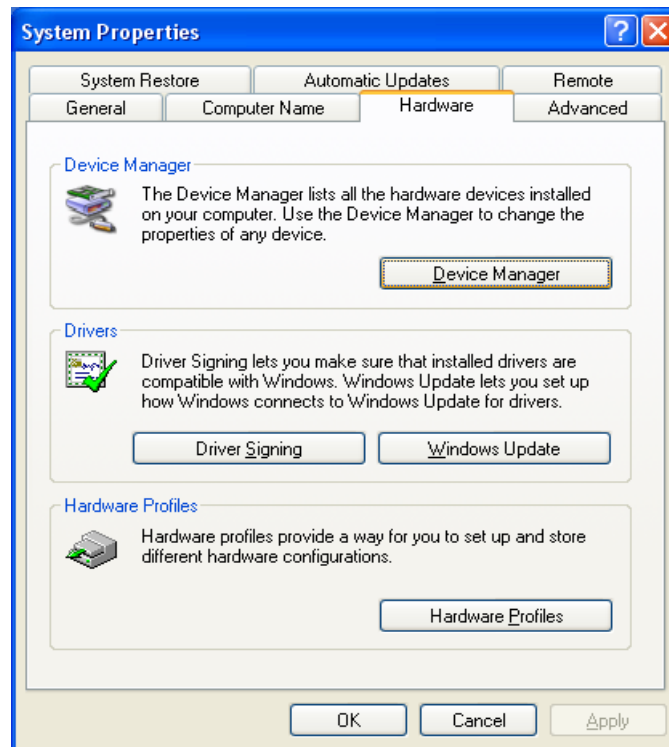 System Properties
System Restore
Automatic Updates
Remote
General
Computer Name
Hardware
Advanced
Device Manager
The Device Manager lists all the hardware devices installed
on your computer. Use the Device Manager to change the
properties of any device.
Device Manager
Drivers
Driver Signing lets you make sure that installed drivers are
compatible with Windows. Windows Update lets you set up
how Windows connects to Windows Update for drivers.
Driver Signing
Windows Update
Hardware Profiles
Hardware profiles provide a way for you to set up and store
different hardware configurations.
Hardware Profiles
OK
Cancel
Apply